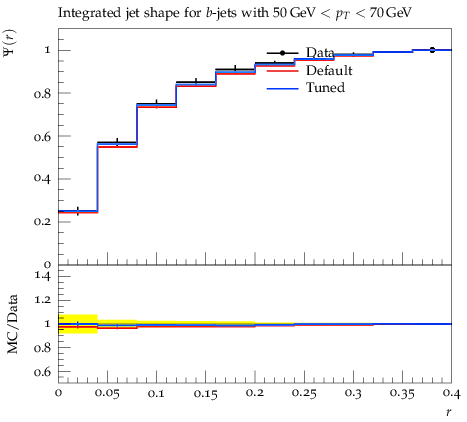 Integrated jet shape for b-jets with 50 GeV < pT < 70 GeV
Ψ(r)
Data
Default
Tuned
1
0.8
0.6
0.4
0.2
0
MC/Data
1.4
1.2
1
0.8
0.6
0 0.05 0.1 0.15 0.2 0.25 0.3 0.35 0.4
r